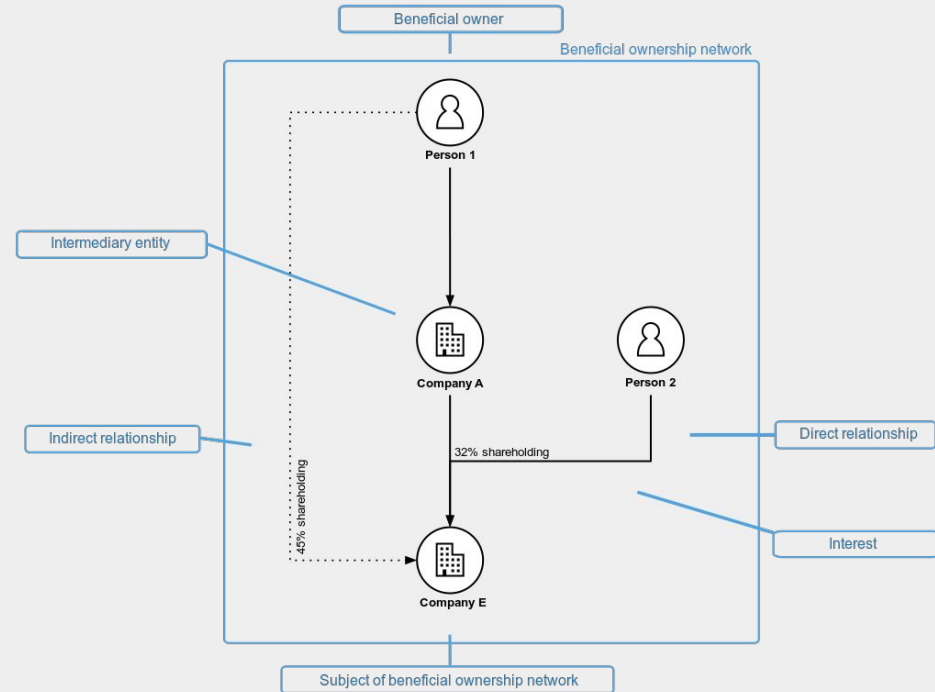 Beneficial owner
Beneficial ownership network
Person 1
Intermediary entity
Company A
Person 2
Indirect relationship
Direct relationship
32% shareholding
45% shareholding
Interest
Company E
Subject of beneficial ownership network